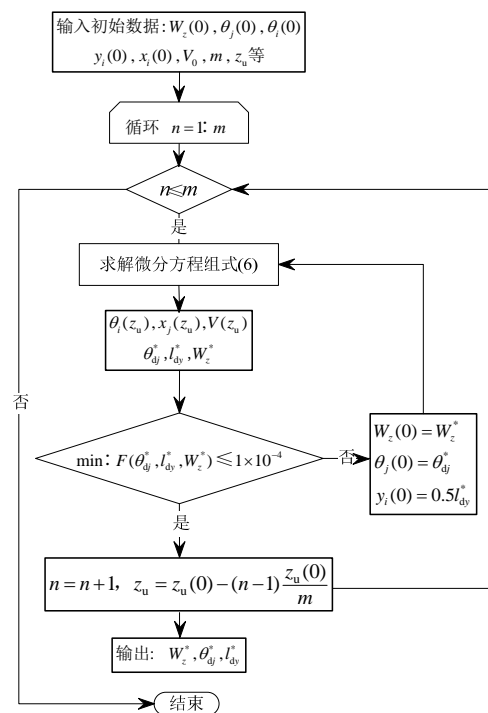 输入初始数据:W_z(0),θ_j(0),θ_i(0)
y_i(0),x_i(0),V_0,m,z_u等
循环 n=1:m
n≤m
是
求解微分方程组式(6)
θ_i(z_u),x_j(z_u),V(z_u)
θ*_dj,l*_dy,W*_z
否
min:F(θ*_dj,l*_dy,W*_z)≤1×10^-4
否
W_z(0)=W*_z
θ_j(0)=θ*_dj
y_i(0)=0.5l*_dy
是
n=n+1, z_u=z_u(0)-(n-1)z_u(0)/m
输出: W*_z,θ*_dj,l*_dy
结束